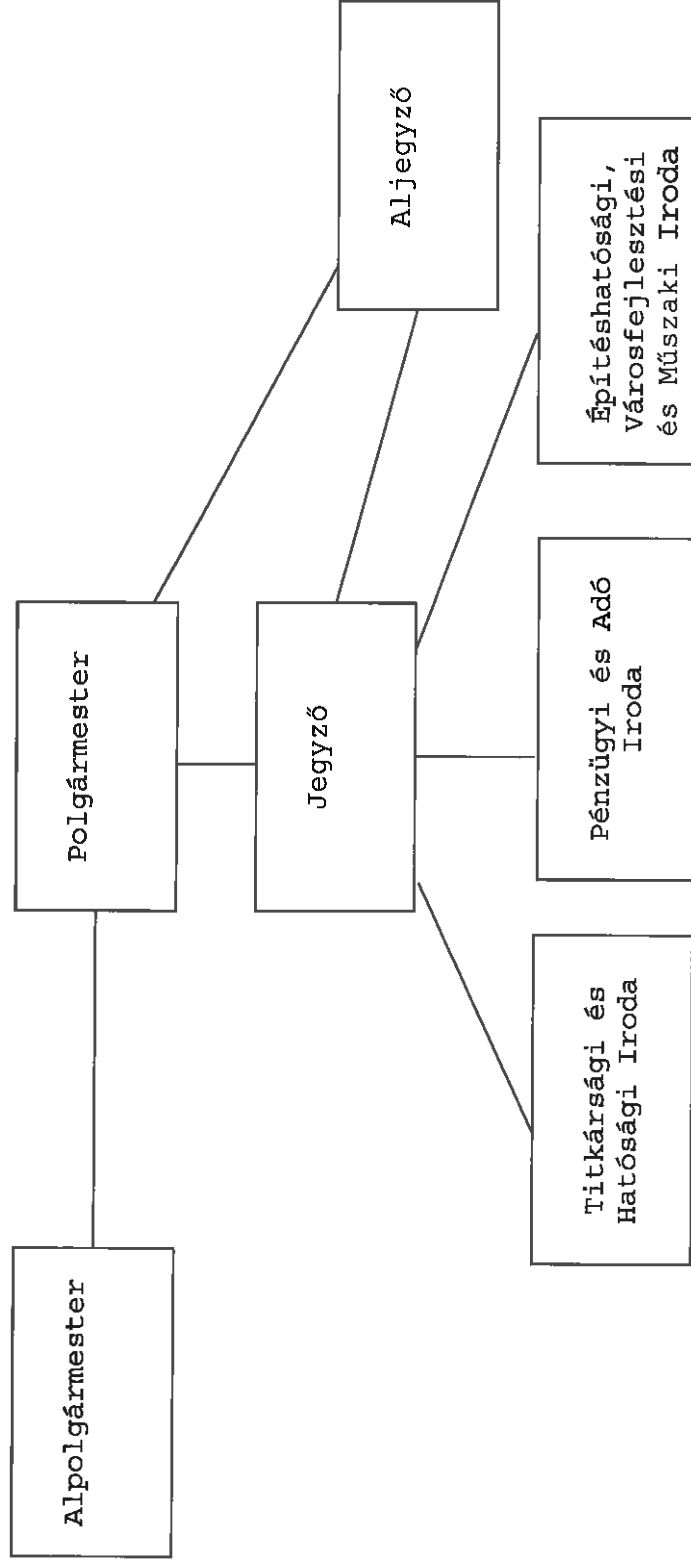 Alpolgármester
Polgármester
Aljegyző
Jegyző
Titkársági és
Hatósági Iroda
Pénzügyi és Adó
Iroda
Építéshatósági,
Városfejlesztési
és Műszaki Iroda